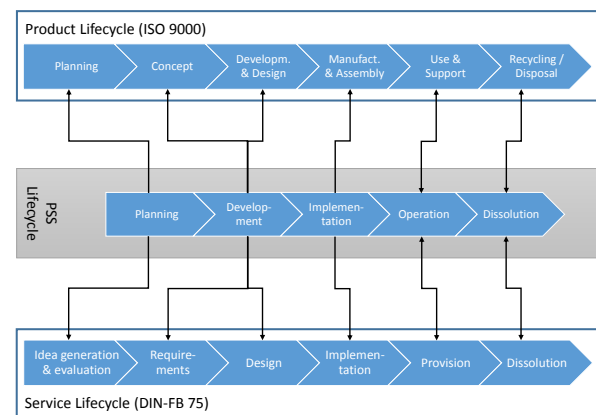 Product Lifecycle (ISO 9000)
Planning
Concept
Developm.
& Design
Manufact.
& Assembly
Use &
Support
Recycling /
Disposal
PSS
Lifecycle
Planning
Develop-
ment
Implemen-
tation
Operation
Dissolution
Idea generation
& evaluation
Require-
ments
Design
Implemen-
tation
Provision
Dissolution
Service Lifecycle (DIN-FB 75)